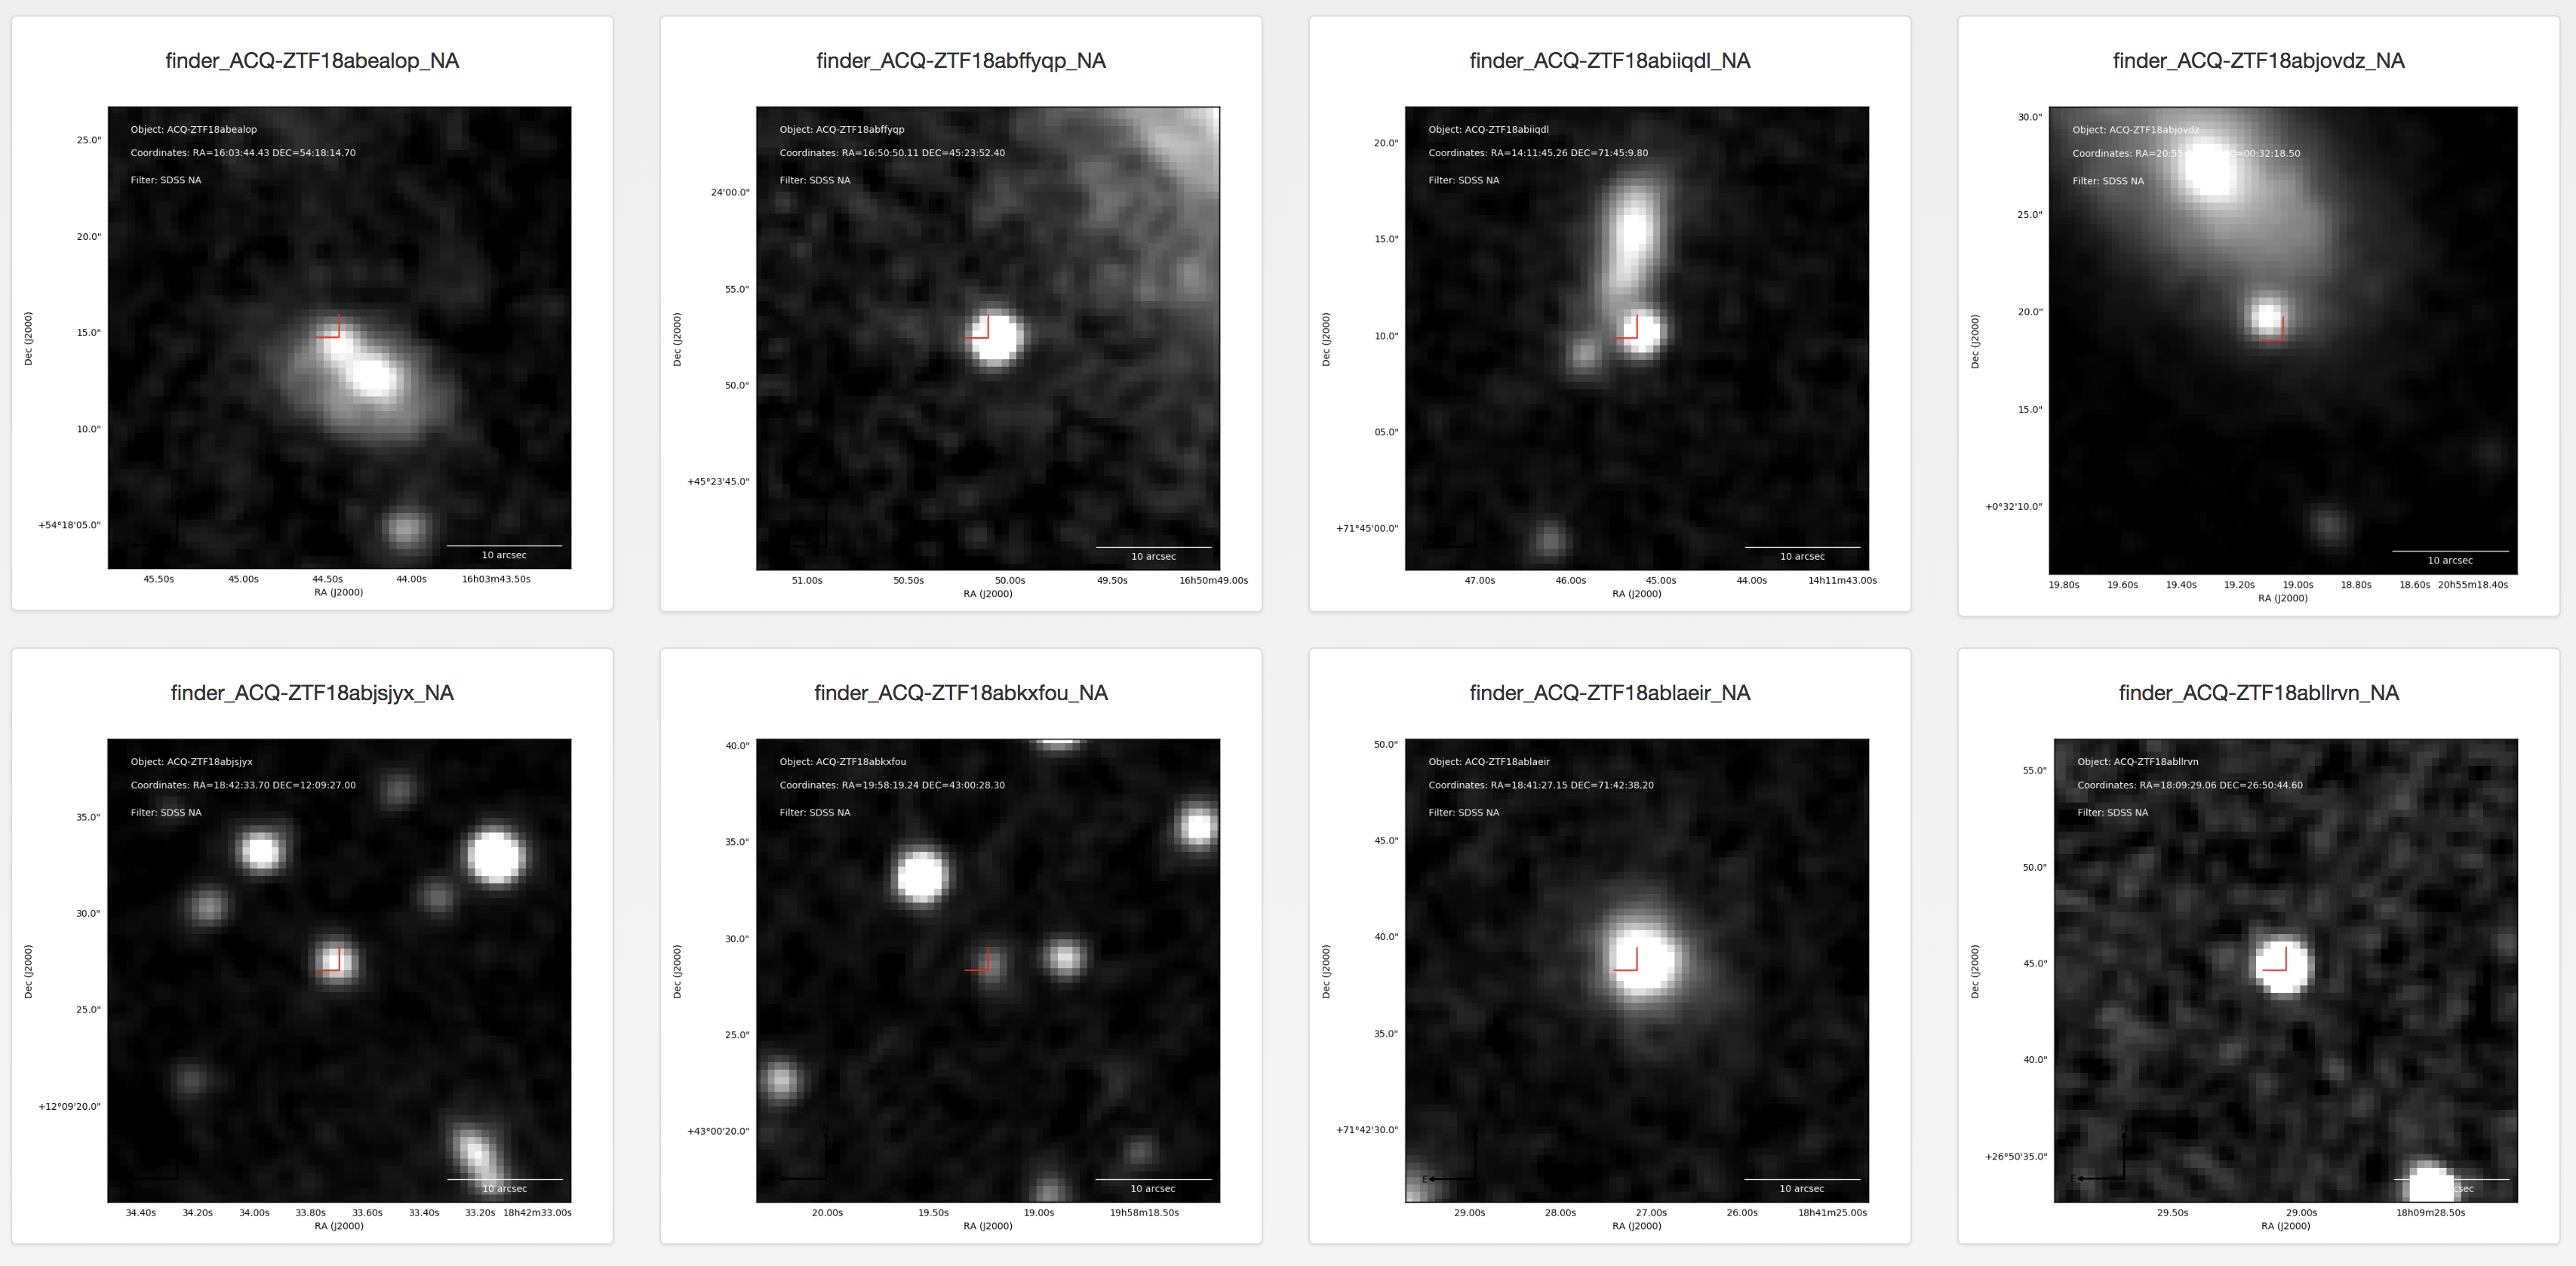 finder_ACQ-ZTF18abealop_NA
Object: ACQ-ZTF18abealop
Coordinates: RA=16:03:44.43 DEC=54:18:14.70
Filter: SDSS NA
25.0"
20.0"
15.0"
10.0"
+54°18'05.0"
Dec (J2000)
10 arcsec
45.50s 45.00s 44.50s 44.00s 16h03m43.50s
RA (J2000)
finder_ACQ-ZTF18abffyqp_NA
Object: ACQ-ZTF18abffyqp
Coordinates: RA=16:50:50.11 DEC=45:23:52.40
Filter: SDSS NA
24'00.0"
55.0"
50.0"
+45°23'45.0"
Dec (J2000)
10 arcsec
51.00s 50.50s 50.00s 49.50s 16h50m49.00s
RA (J2000)
finder_ACQ-ZTF18abiiqdl_NA
Object: ACQ-ZTF18abiiqdl
Coordinates: RA=14:11:45.26 DEC=71:45:9.80
Filter: SDSS NA
20.0"
15.0"
10.0"
05.0"
+71°45'00.0"
Dec (J2000)
10 arcsec
47.00s 46.00s 45.00s 44.00s 14h11m43.00s
RA (J2000)
finder_ACQ-ZTF18abjovdz_NA
Object: ACQ-ZTF18abjovdz
Coordinates: =00:32:18.50
Filter: SDSS NA
30.0"
25.0"
20.0"
15.0"
+0°32'10.0"
Dec (J2000)
10 arcsec
19.80s 19.60s 19.40s 19.20s 19.00s 18.80s 18.60s 20h55m18.40s
RA (J2000)
finder_ACQ-ZTF18abjsjyx_NA
Object: ACQ-ZTF18abjsjyx
Coordinates: RA=18:42:33.70 DEC=12:09:27.00
Filter: SDSS NA
35.0"
30.0"
25.0"
+12°09'20.0"
Dec (J2000)
10 arcsec
34.40s 34.20s 34.00s 33.80s 33.60s 33.40s 33.20s 18h42m33.00s
RA (J2000)
finder_ACQ-ZTF18abkxfou_NA
Object: ACQ-ZTF18abkxfou
Coordinates: RA=19:58:19.24 DEC=43:00:28.30
Filter: SDSS NA
40.0"
35.0"
30.0"
25.0"
+43°00'20.0"
Dec (J2000)
10 arcsec
20.00s 19.50s 19.00s 19h58m18.50s
RA (J2000)
finder_ACQ-ZTF18ablaeir_NA
Object: ACQ-ZTF18ablaeir
Coordinates: RA=18:41:27.15 DEC=71:42:38.20
Filter: SDSS NA
50.0"
45.0"
40.0"
35.0"
+71°42'30.0"
Dec (J2000)
E
10 arcsec
29.00s 28.00s 27.00s 26.00s 18h41m25.00s
RA (J2000)
finder_ACQ-ZTF18abllrvn_NA
Object: ACQ-ZTF18abllrvn
Coordinates: RA=18:09:29.06 DEC=26:50:44.60
Filter: SDSS NA
55.0"
50.0"
45.0"
40.0"
+26°50'35.0"
Dec (J2000)
29.50s 29.00s 18h09m28.50s
RA (J2000)